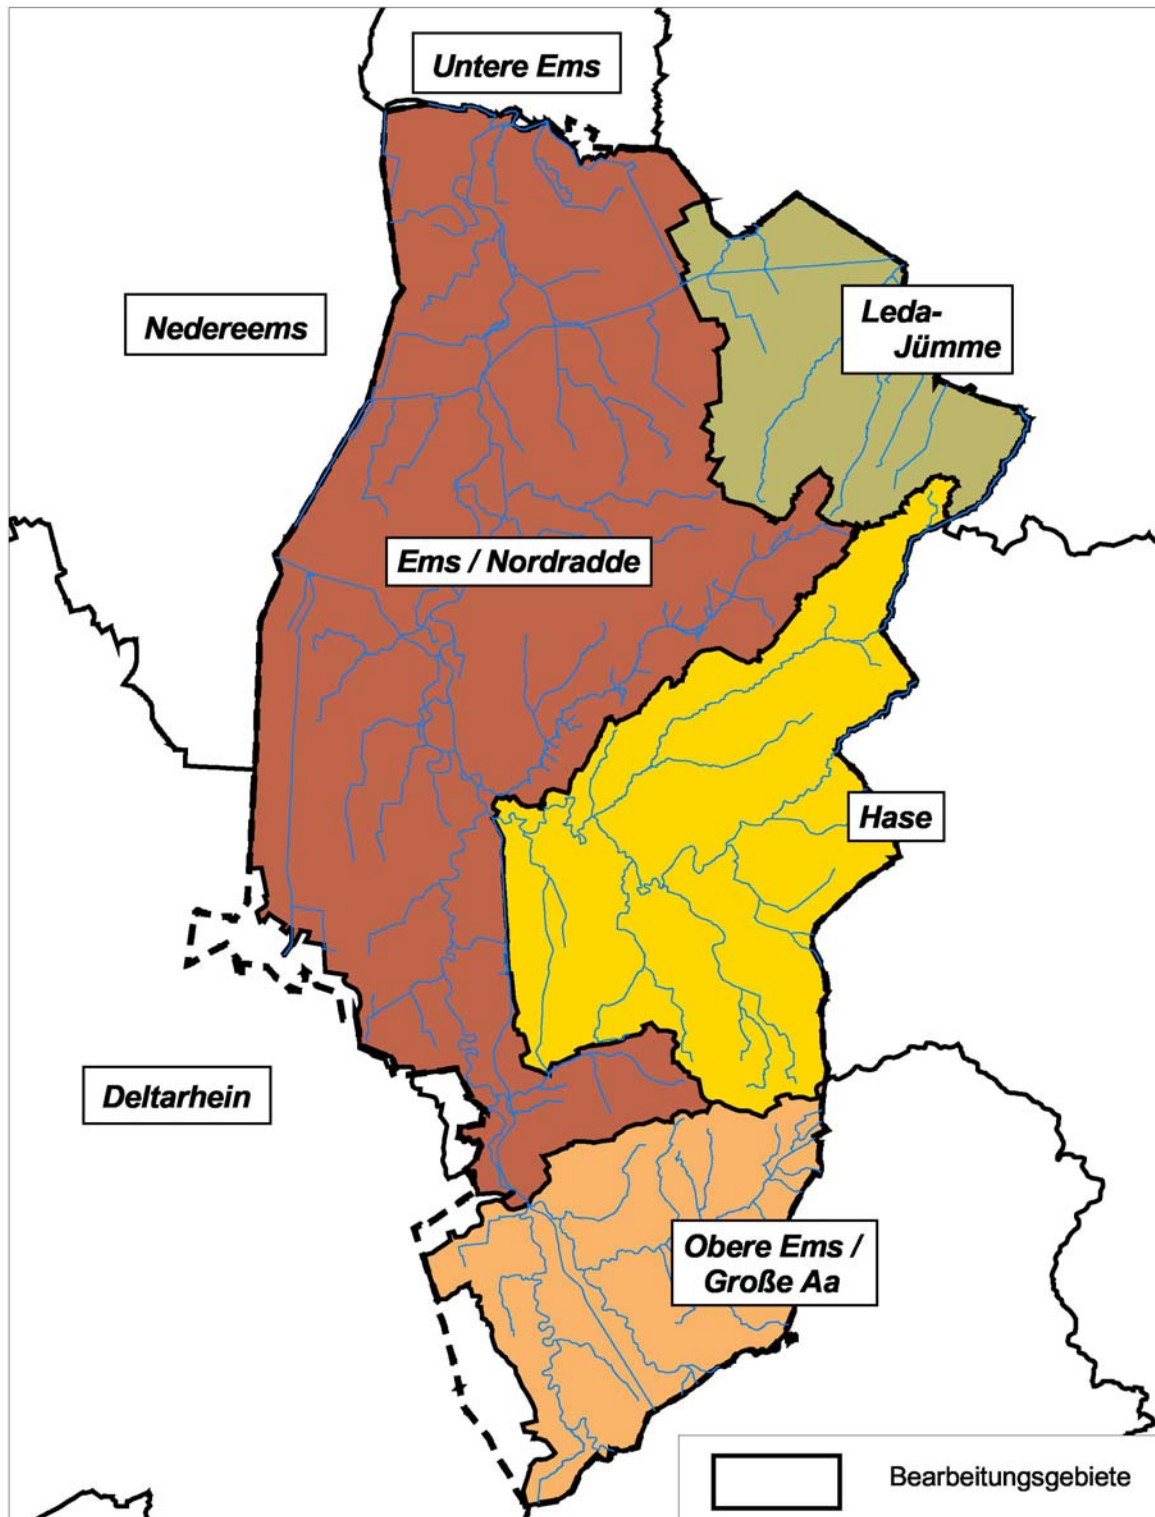 Untere Ems
Nedereems
Leda-
Jümme
Ems / Nordradde
Hase
Deltarhein
Obere Ems /
Große Aa
Bearbeitungsgebiete